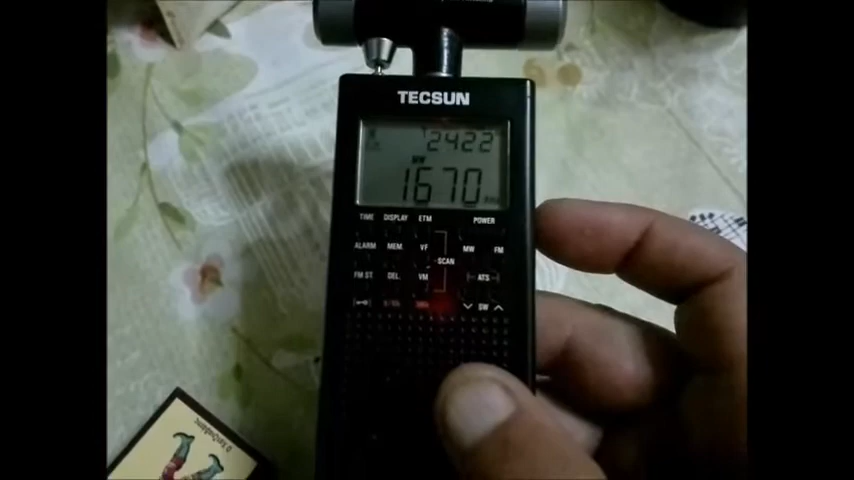 TECSUN
2422
MW
1670
TIME DISPLAY ETM POWER
ALARM MEM. VF MW FM
SCAN
FM ST DEL. VM ATS
SW